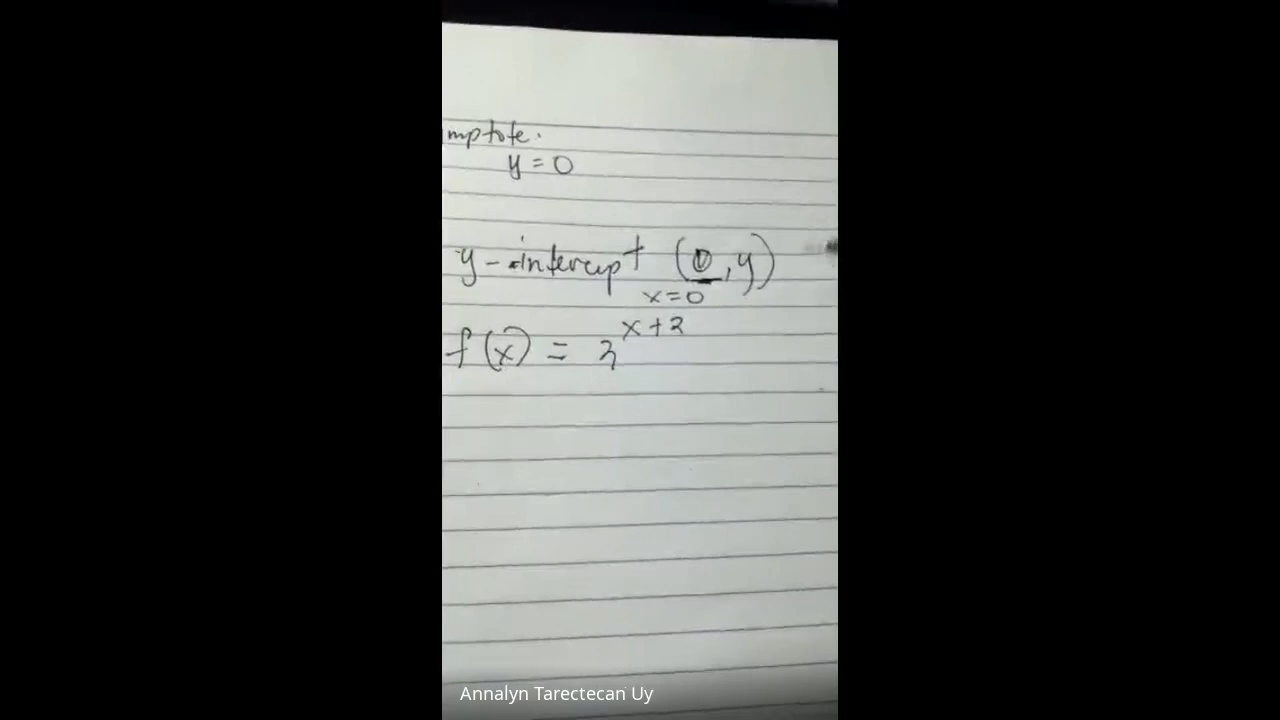 mptote.
y = 0
y - intercept (0, y)
x = 0
f(x) = 3^{x+2}
Annalyn Tarectecan Uy